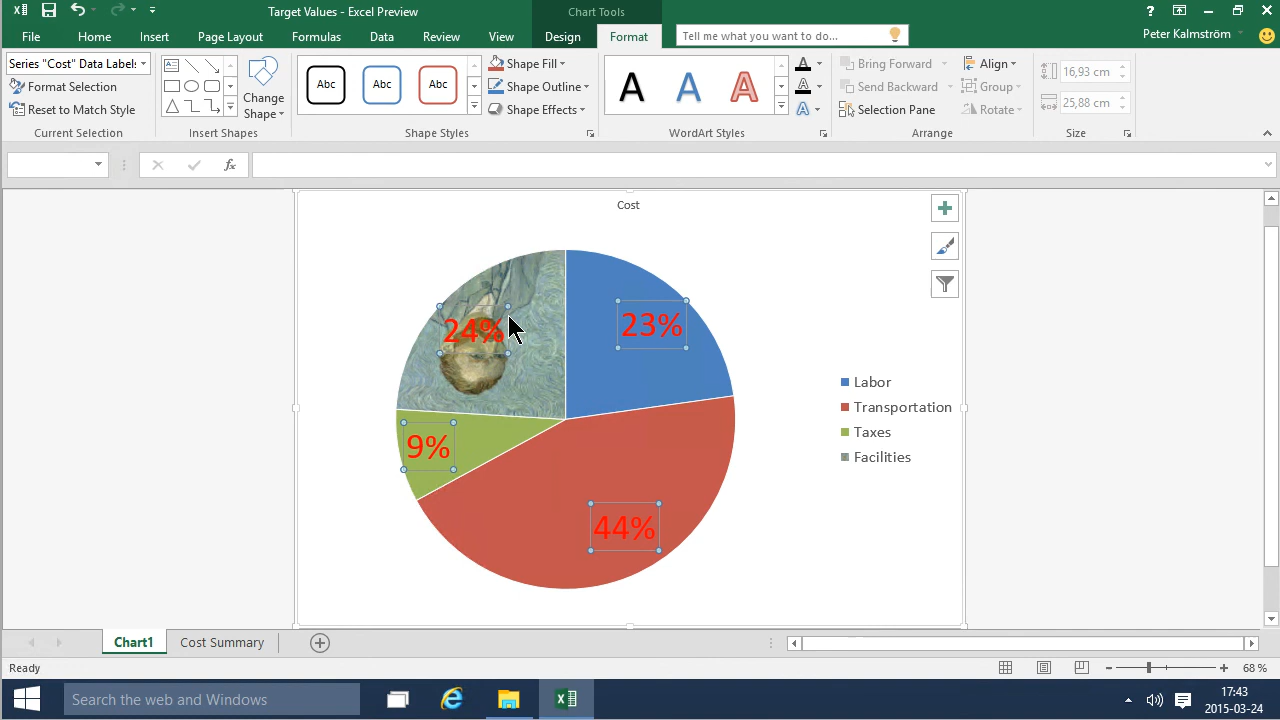 Target Values - Excel Preview
Chart Tools
?
File
Home
Insert
Page Layout
Formulas
Data
Review
View
Design
Format
Tell me what you want to do...
Peter Kalmström
Series "Cost" Data Labels
Format Selection
Reset to Match Style
Current Selection
Change
Shape
Insert Shapes
Abc
Abc
Abc
Shape Fill
Shape Outline
Shape Effects
Shape Styles
A
A
A
A
A
A
WordArt Styles
Bring Forward
Send Backward
Selection Pane
Align
Group
Rotate
Arrange
16,93 cm
25,88 cm
Size
fx
Cost
24%
23%
9%
44%
Labor
Transportation
Taxes
Facilities
Chart1
Cost Summary
Ready
68 %
Search the web and Windows
17:43
2015-03-24